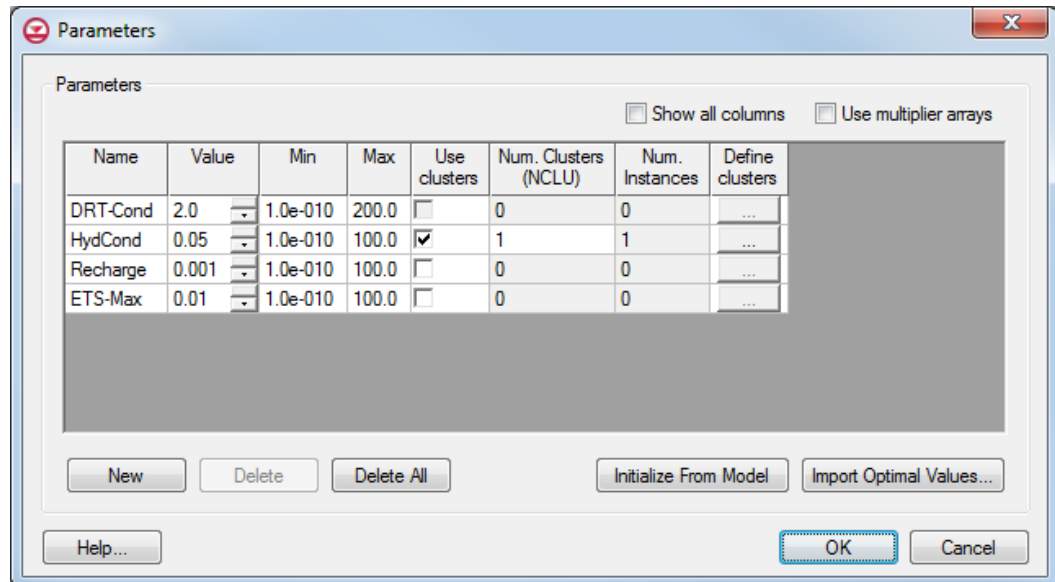 Parameters
Parameters
Show all columns Use multiplier arrays
Name Value Min Max Use clusters Num. Clusters (NCLU) Num. Instances Define clusters
DRT-Cond 2.0 1.0e-010 200.0 0 0 ...
HydCond 0.05 1.0e-010 100.0 1 1 ...
Recharge 0.001 1.0e-010 100.0 0 0 ...
ETS-Max 0.01 1.0e-010 100.0 0 0 ...
New Delete Delete All Initialize From Model Import Optimal Values...
Help... OK Cancel